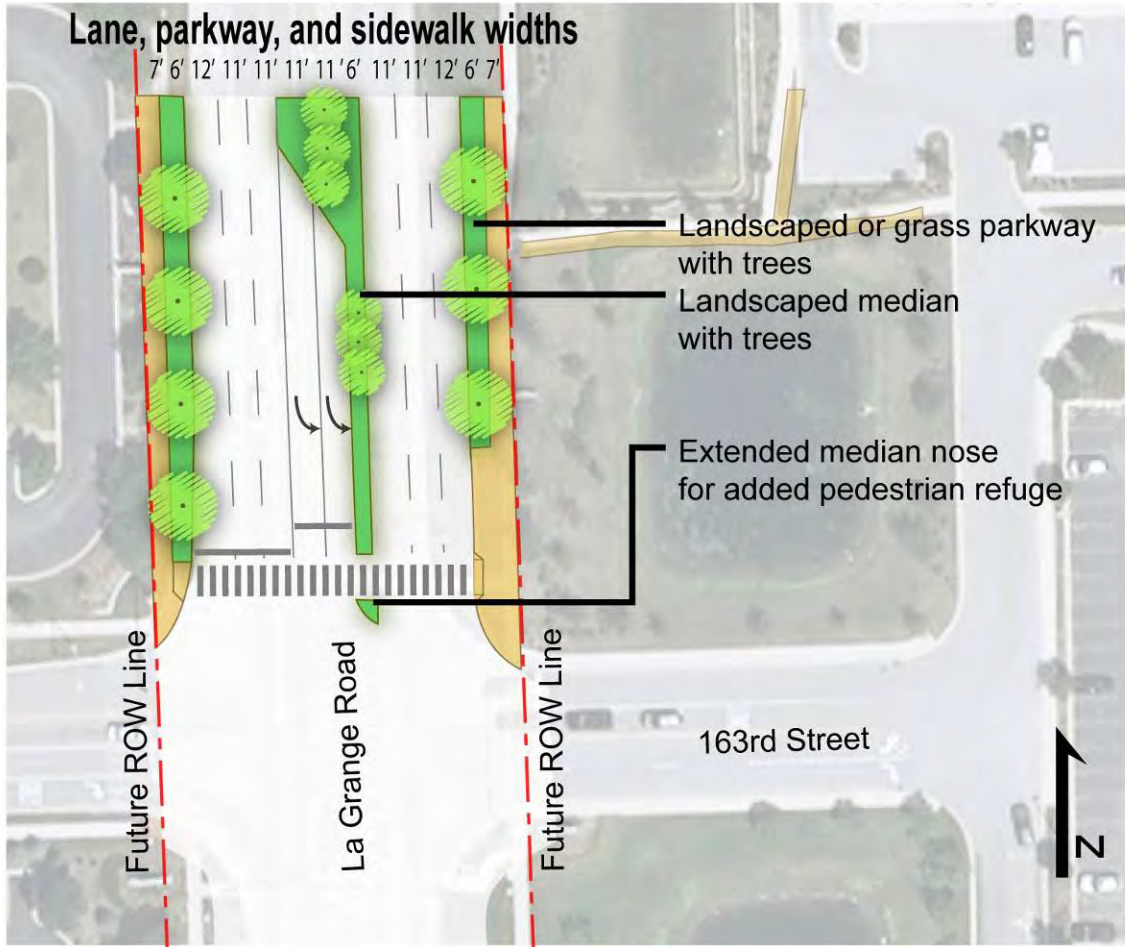 Lane, parkway, and sidewalk widths
7' 6' 12' 11' 11' 11' 11' 6' 11' 11' 12' 6' 7'
Landscaped or grass parkway
with trees
Landscaped median
with trees
Extended median nose
for added pedestrian refuge
Future ROW Line
La Grange Road
Future ROW Line
163rd Street
N